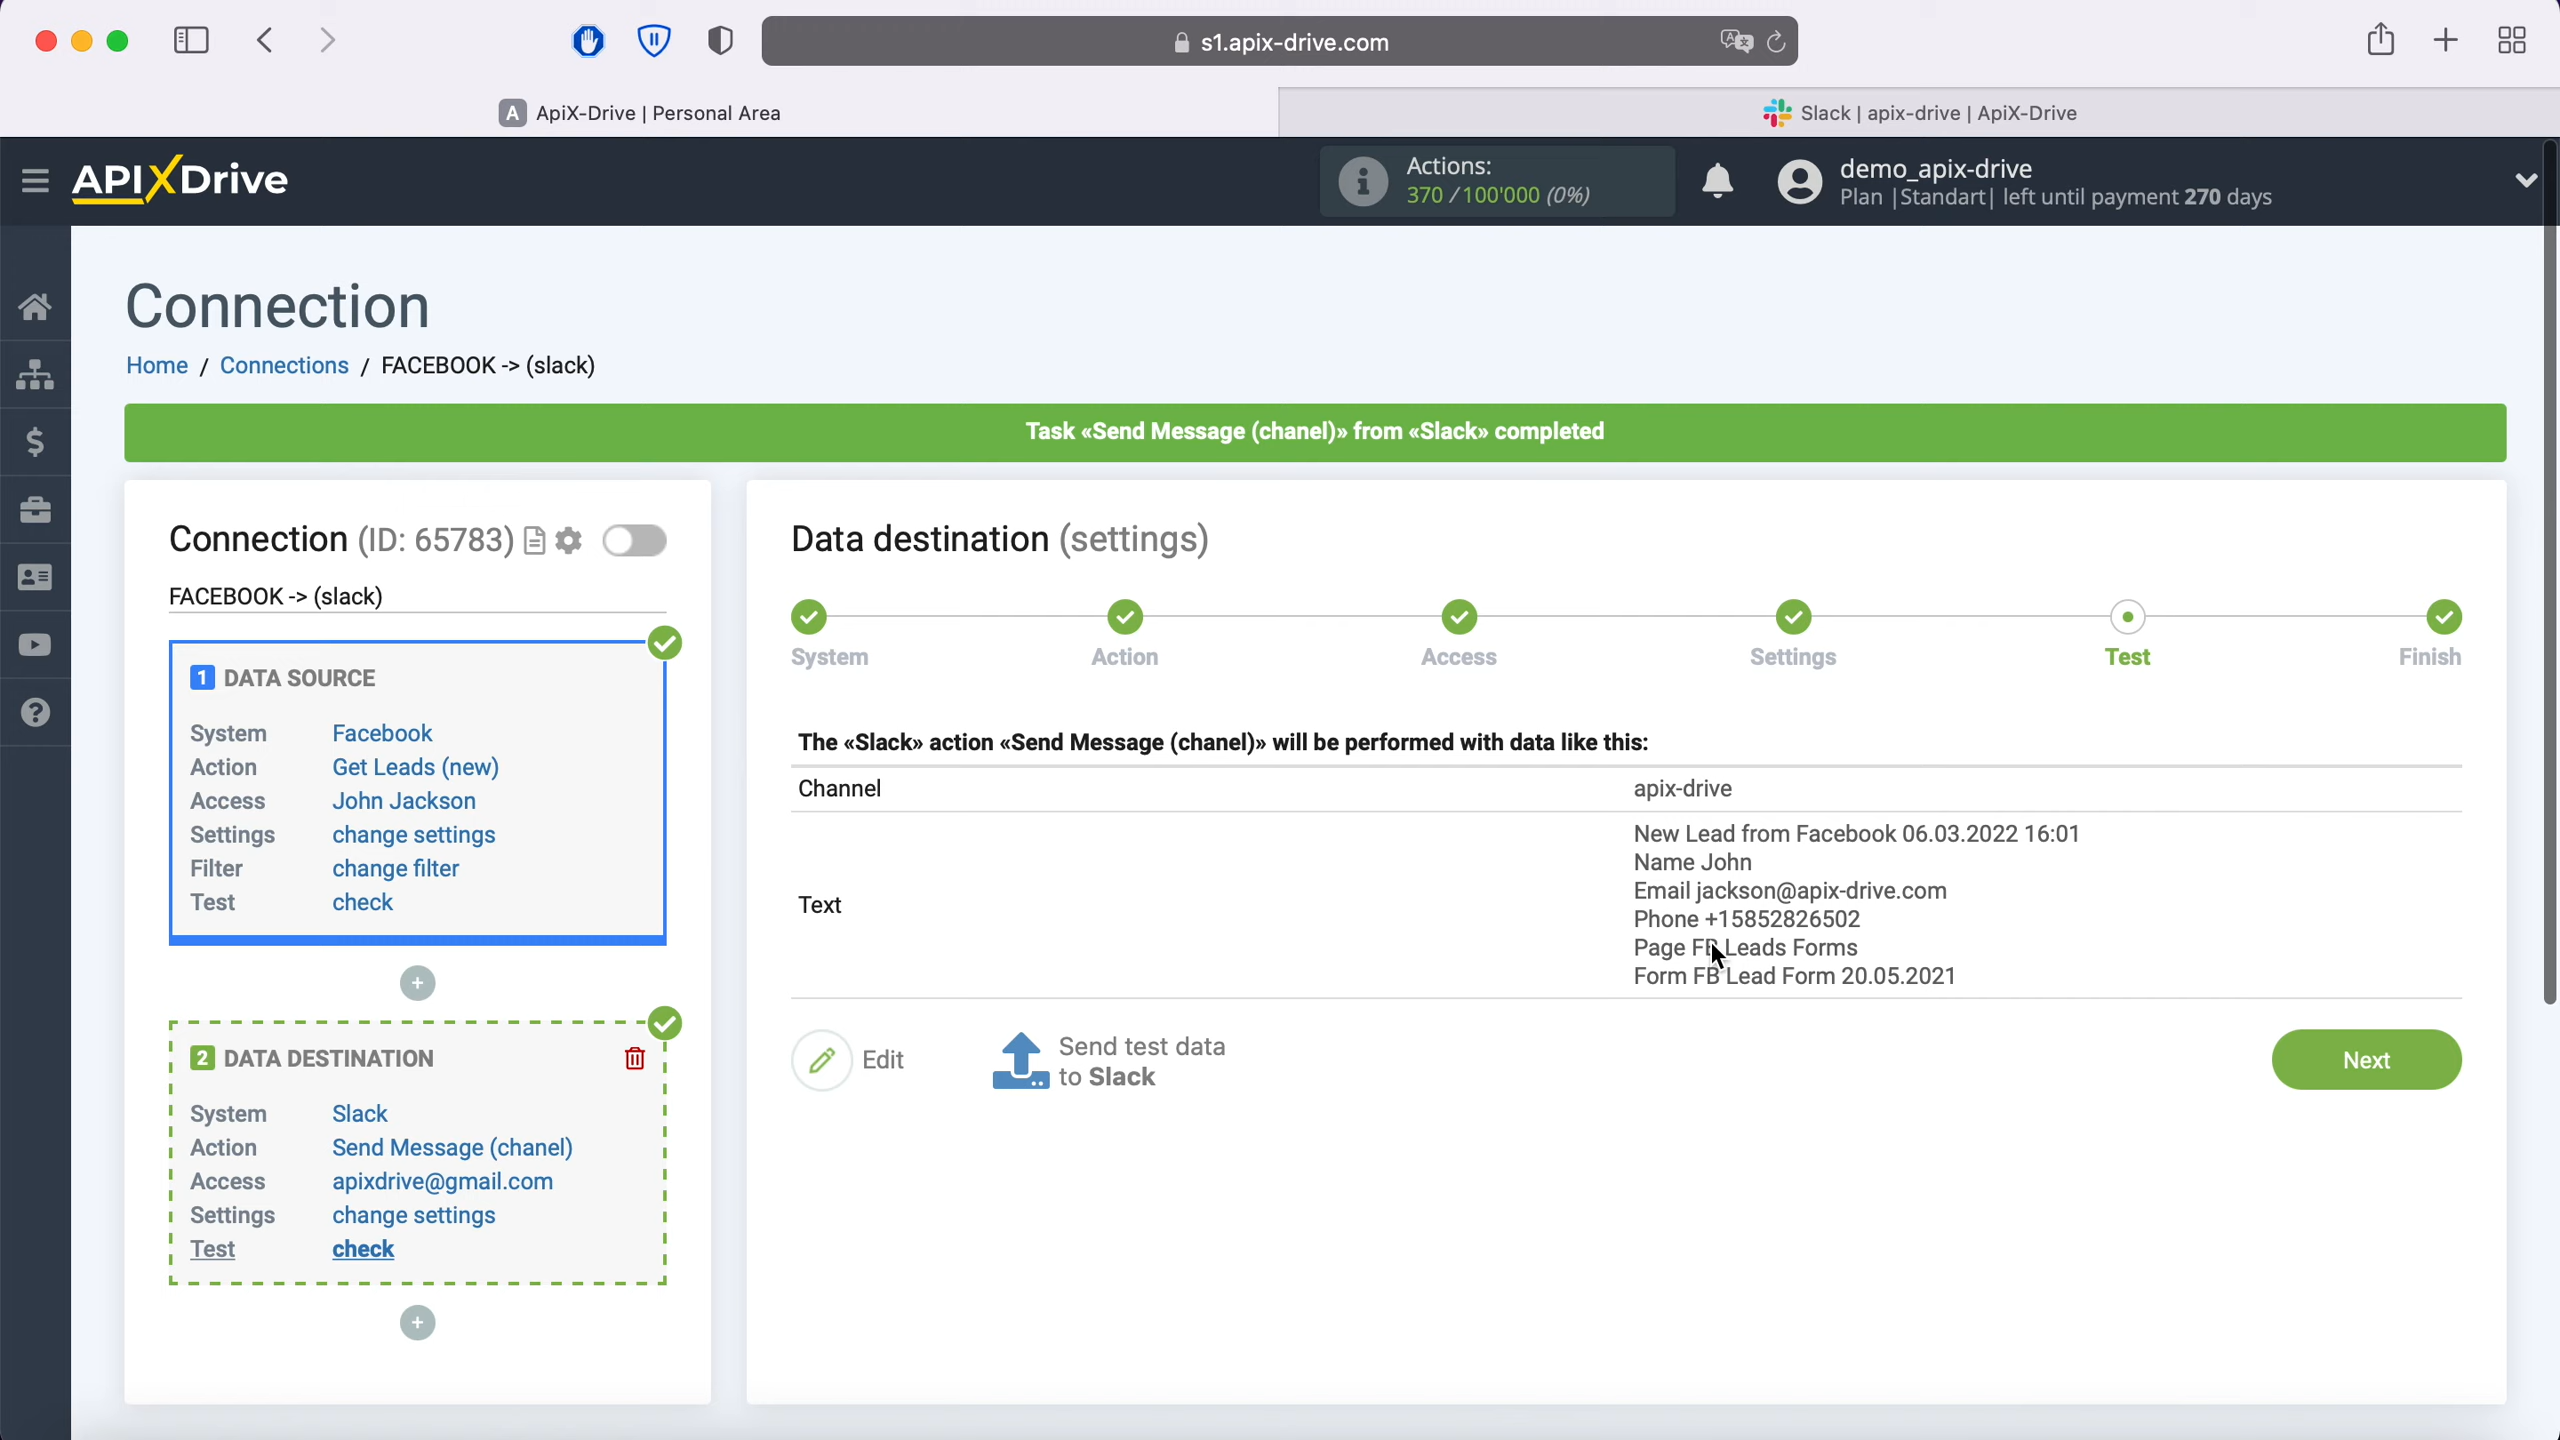 s1.apix-drive.com
A ApiX-Drive | Personal Area
Slack | apix-drive | ApiX-Drive
APIXDrive
Actions:
370 / 100'000 (0%)
demo_apix-drive
Plan |Standart| left until payment 270 days
Connection
Home / Connections / FACEBOOK -> (slack)
Task «Send Message (chanel)» from «Slack» completed
Connection (ID: 65783)
FACEBOOK -> (slack)
1 DATA SOURCE
System Facebook
Action Get Leads (new)
Access John Jackson
Settings change settings
Filter change filter
Test check
2 DATA DESTINATION
System Slack
Action Send Message (chanel)
Access apixdrive@gmail.com
Settings change settings
Test check
Data destination (settings)
System Action Access Settings Test Finish
The «Slack» action «Send Message (chanel)» will be performed with data like this:
Channel apix-drive
Text
New Lead from Facebook 06.03.2022 16:01
Name John
Email jackson@apix-drive.com
Phone +15852826502
Page FB Leads Forms
Form FB Lead Form 20.05.2021
Edit
Send test data
to Slack
Next